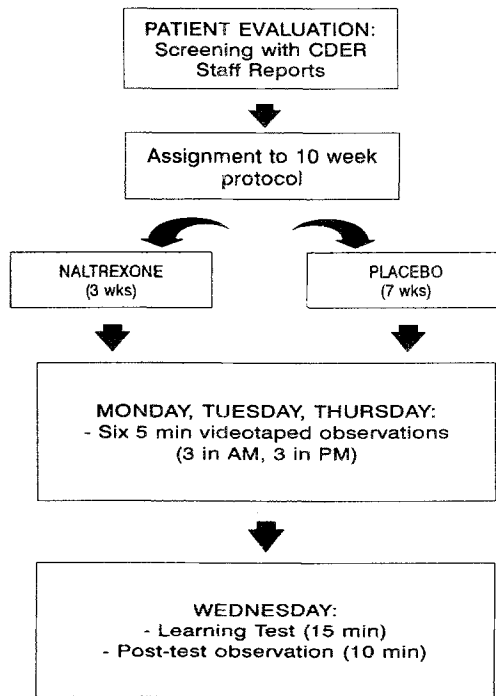 PATIENT EVALUATION:
Screening with CDER
Staff Reports
Assignment to 10 week
protocol
NALTREXONE
(3 wks)
PLACEBO
(7 wks)
MONDAY, TUESDAY, THURSDAY:
- Six 5 min videotaped observations
(3 in AM, 3 in PM)
WEDNESDAY:
- Learning Test (15 min)
- Post-test observation (10 min)